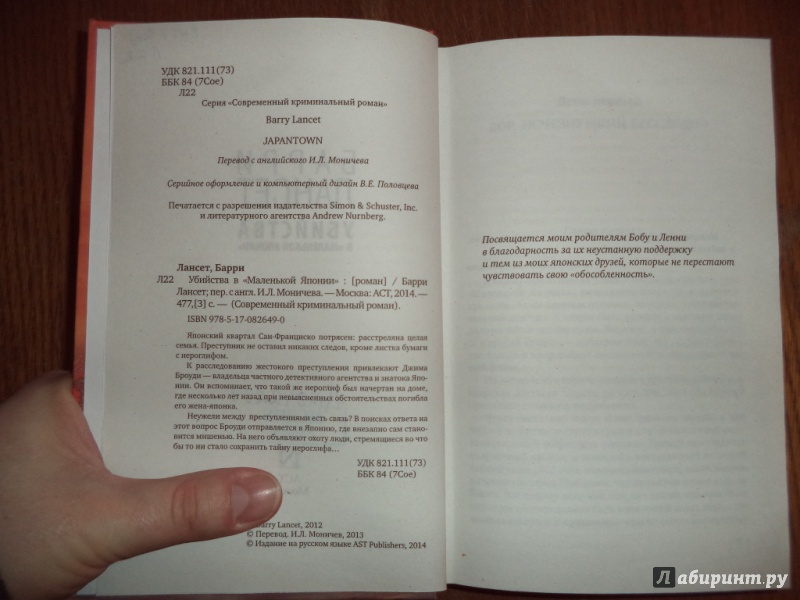 УДК 821.111(73)
ББК 84 (7Сое)
Л22
Серия «Современный криминальный роман»
Barry Lancet
JAPANTOWN
Перевод с английского И.Л. Моничева
Серийное оформление и компьютерный дизайн В.Е. Половцева
Печатается с разрешения издательства Simon & Schuster, Inc.
и литературного агентства Andrew Nurnberg.
Лансет, Барри
Л22 Убийства в «Маленькой Японии» : [роман] / Барри
Лансет; пер. с англ. И.Л. Моничева. — Москва: АСТ, 2014. —
477,[3] с. — (Современный криминальный роман).
ISBN 978-5-17-082649-0
Японский квартал Сан-Франциско потрясен: расстреляна целая
семья. Преступник не оставил никаких следов, кроме листка бумаги
с иероглифом.
К расследованию жестокого преступления привлекают Джима
Броуди — владельца частного детективного агентства и знатока Япо-
нии. Он вспоминает, что такой же иероглиф был начертан на доме,
где несколько лет назад при невыясненных обстоятельствах погибла
его жена-японка.
Неужели между преступлениями есть связь? В поисках ответа на
этот вопрос Броуди отправляется в Японию, где внезапно сам стано-
вится мишенью. На него объявляют охоту люди, стремящиеся во что
бы то ни стало сохранить тайну иероглифа...
УДК 821.111(73)
ББК 84 (7Сое)
Barry Lancet, 2012
© Перевод. И.Л. Моничев, 2013
© Издание на русском языке AST Publishers, 2014
Посвящается моим родителям Бобу и Ленни
в благодарность за их неустанную поддержку
и тем из моих японских друзей, которые не перестают
чувствовать свою «обособленность».
Лабиринт.ру